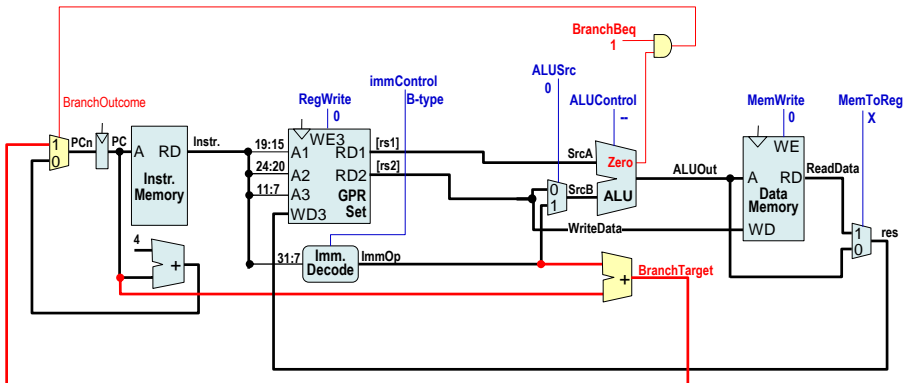 BranchBeq
1
ALUSrc
0
immControl
B-type
BranchOutcome
RegWrite
0
ALUControl
--
MemWrite
0
MemToReg
X
1
0
PCn
PC
A RD
Instr.
Memory
Instr.
19:15
24:20
11:7
WE3
A1 RD1
A2 RD2
A3 GPR
Set
WD3
[rs1]
[rs2]
SrcA
Zero
ALU
0
1
SrcB
ALUOut
WE
A RD
Data
Memory
WD
ReadData
1
0
res
WriteData
4
+
31:7
Imm.
Decode
ImmOp
+
BranchTarget